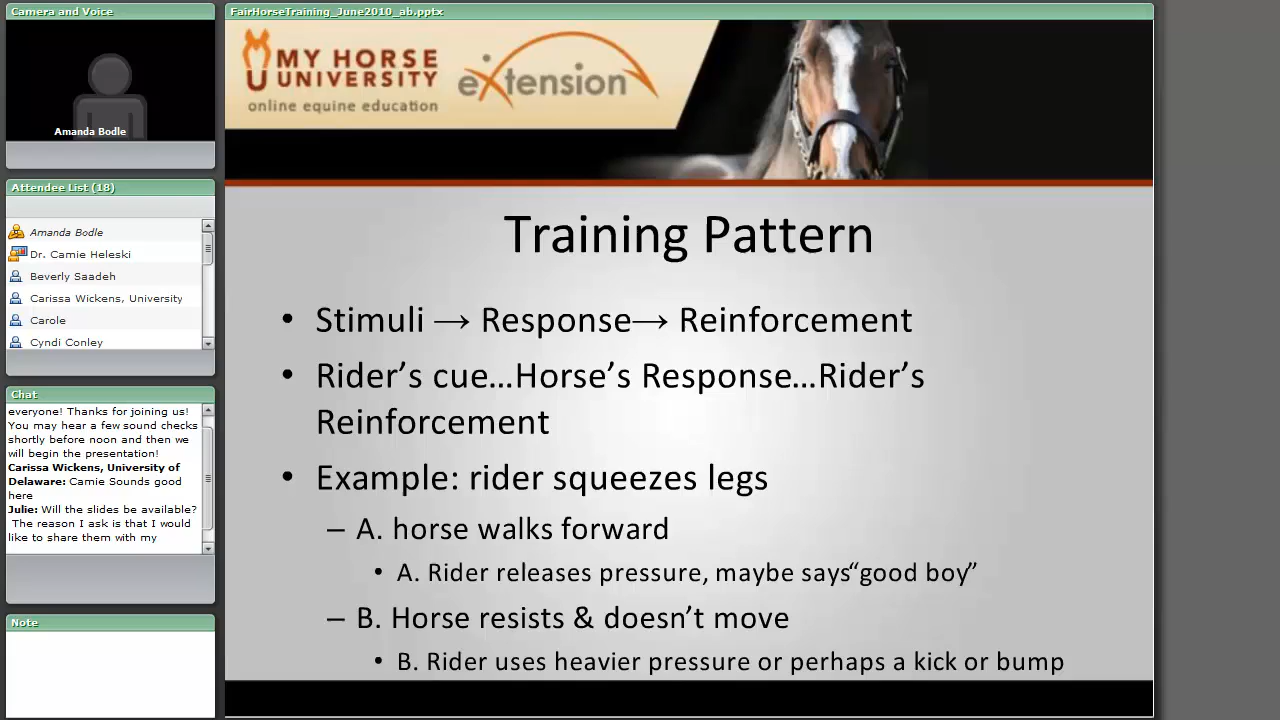 Camera and Voice
Amanda Bodle
Attendee List (18)
Amanda Bodle
Dr. Camie Heleski
Beverly Saadeh
Carissa Wickens, University
Carole
Cyndi Conley
Chat
everyone! Thanks for joining us!
You may hear a few sound checks
shortly before noon and then we
will begin the presentation!
Carissa Wickens, University of
Delaware: Camie Sounds good
here
Julie: Will the slides be available?
The reason I ask is that I would
like to share them with my
Note
FairHorseTraining_June2010_ab.pptx
MY HORSE
UNIVERSITY
online equine education
eXtension
Training Pattern
• Stimuli → Response→ Reinforcement
• Rider’s cue…Horse’s Response…Rider’s
Reinforcement
• Example: rider squeezes legs
– A. horse walks forward
• A. Rider releases pressure, maybe says“good boy”
– B. Horse resists & doesn’t move
• B. Rider uses heavier pressure or perhaps a kick or bump